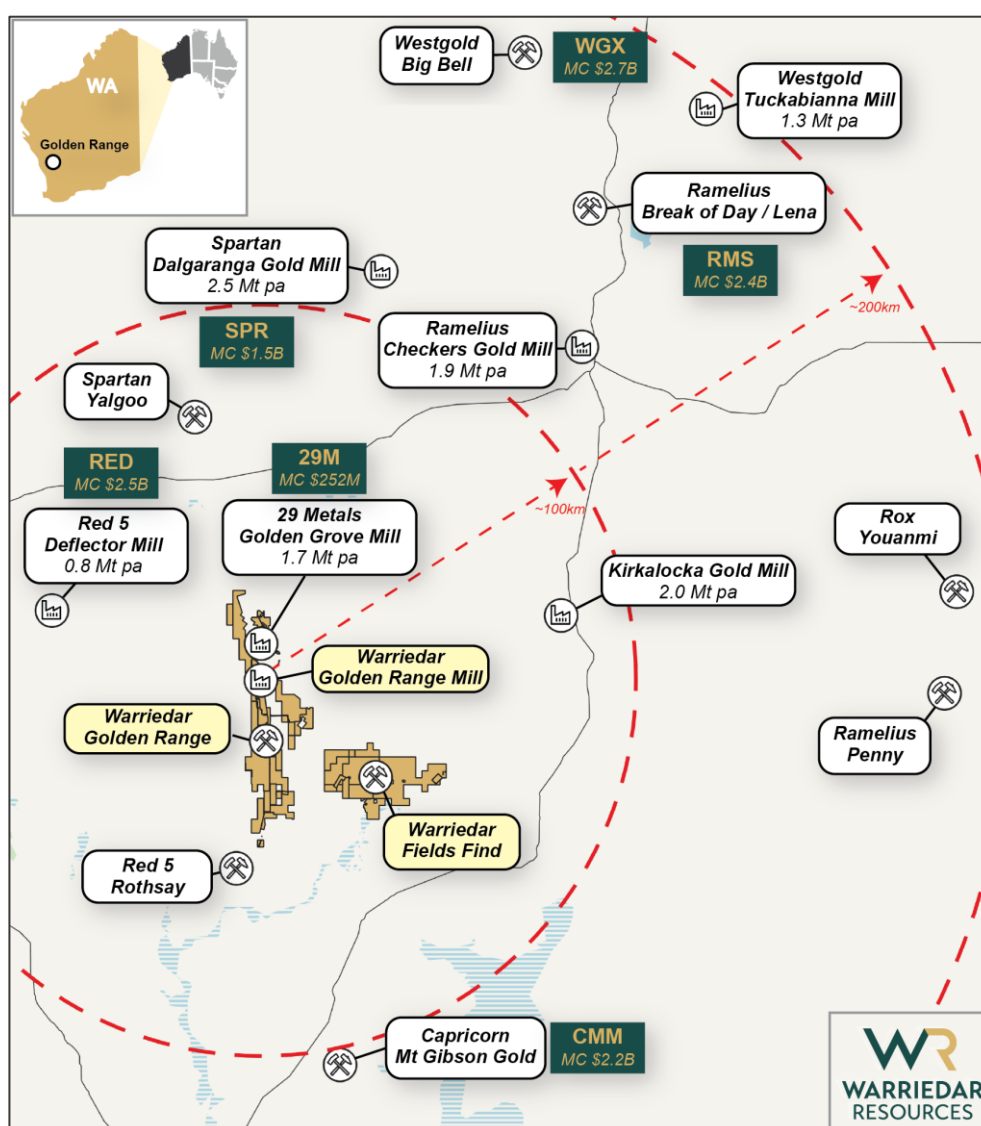 WA
Golden Range
Westgold
Big Bell
WGX
MC $2.7B
Westgold
Tuckabianna Mill
1.3 Mt pa
Ramelius
Break of Day / Lena
RMS
MC $2.4B
Spartan
Dalgaranga Gold Mill
2.5 Mt pa
SPR
MC $1.5B
~200km
Ramelius
Checkers Gold Mill
1.9 Mt pa
Spartan
Yalgoo
RED
MC $2.5B
29M
MC $252M
Red 5
Deflector Mill
0.8 Mt pa
29 Metals
Golden Grove Mill
1.7 Mt pa
~100km
Rox
Youanmi
Kirkalocka Gold Mill
2.0 Mt pa
Warriedar
Golden Range Mill
Warriedar
Golden Range
Ramelius
Penny
Warriedar
Fields Find
Red 5
Rothsay
Capricorn
Mt Gibson Gold
CMM
MC $2.2B
WR
WARRIEDAR
RESOURCES